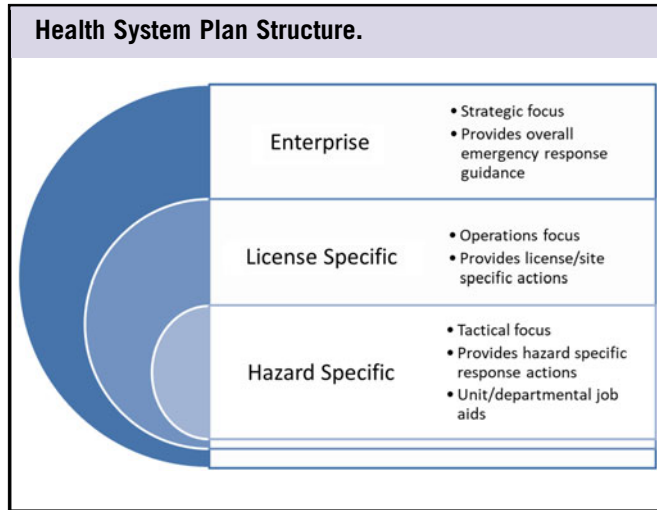 Health System Plan Structure.
Enterprise
• Strategic focus
• Provides overall
emergency response
guidance
License Specific
• Operations focus
• Provides license/site
specific actions
Hazard Specific
• Tactical focus
• Provides hazard specific
response actions
• Unit/departmental job
aids